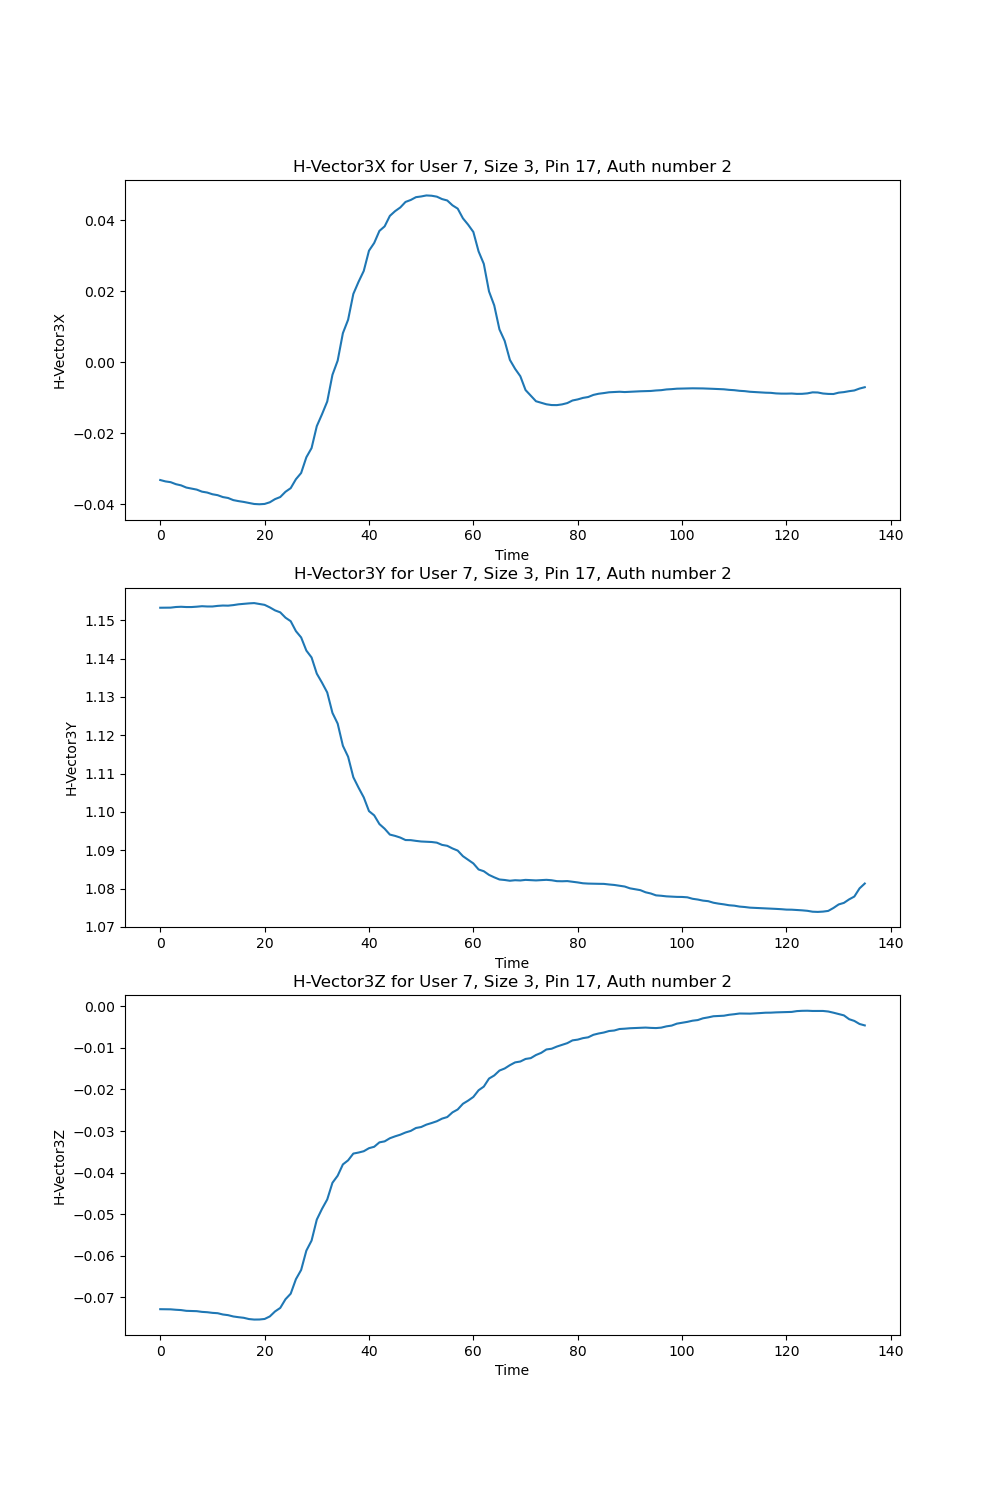 H-Vector3X for User 7, Size 3, Pin 17, Auth number 2
0.04
0.02
0.00
−0.02
−0.04
H-Vector3X
0 20 40 60 80 100 120 140
Time
H-Vector3Y for User 7, Size 3, Pin 17, Auth number 2
1.15
1.14
1.13
1.12
1.11
1.10
1.09
1.08
1.07
H-Vector3Y
0 20 40 60 80 100 120 140
Time
H-Vector3Z for User 7, Size 3, Pin 17, Auth number 2
0.00
−0.01
−0.02
−0.03
−0.04
−0.05
−0.06
−0.07
H-Vector3Z
0 20 40 60 80 100 120 140
Time